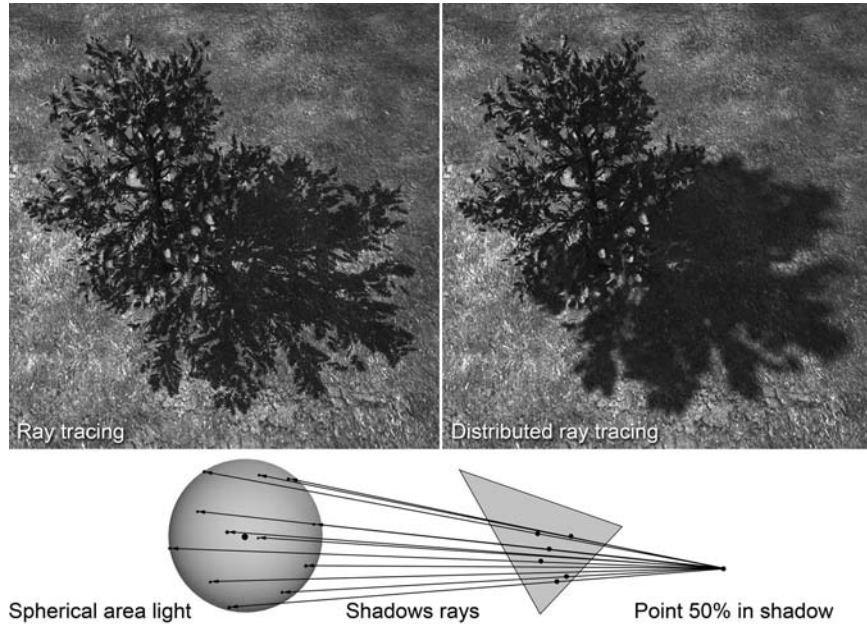 Ray tracing
Distributed ray tracing
Spherical area light
Shadows rays
Point 50% in shadow